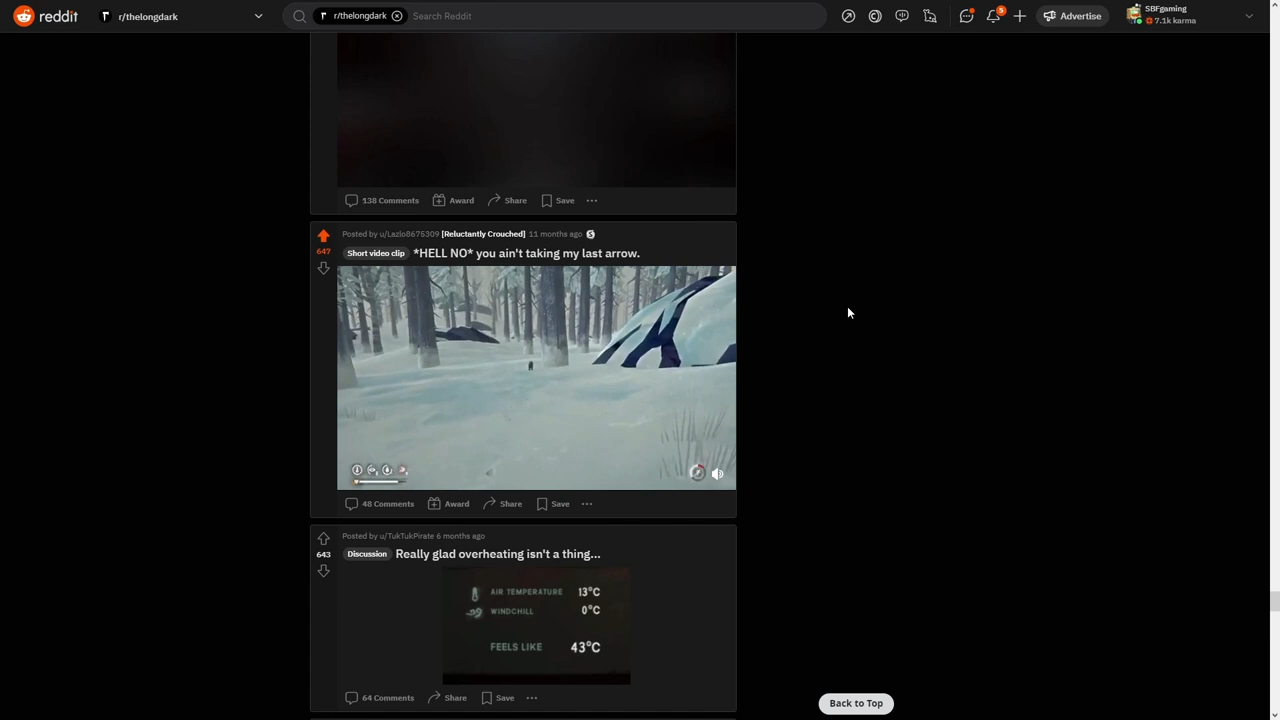 reddit
r/thelongdark
r/thelongdark
Search Reddit
5
Advertise
SBFgaming
7.1k karma
138 Comments
Award
Share
Save
Posted by u/Lazlo8675309 [Reluctantly Crouched] 11 months ago
647
Short video clip *HELL NO* you ain't taking my last arrow.
48 Comments
Award
Share
Save
Posted by u/TukTukPirate 6 months ago
643
Discussion Really glad overheating isn't a thing...
AIR TEMPERATURE 13°C
WINDCHILL 0°C
FEELS LIKE 43°C
64 Comments
Share
Save
Back to Top